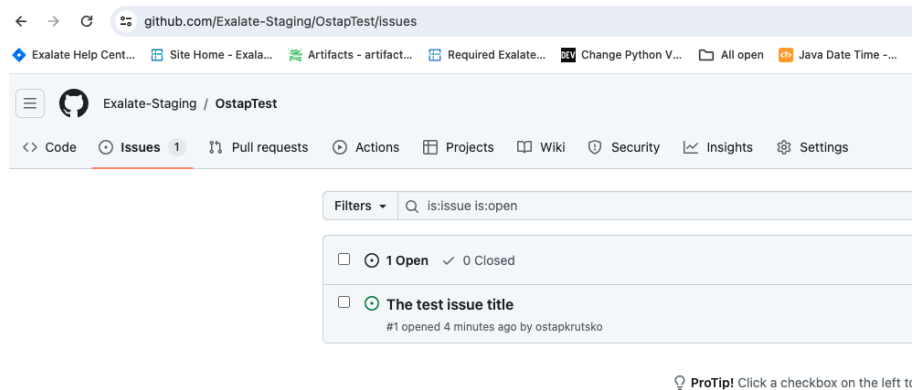 github.com/Exalate-Staging/OstapTest/issues
Exalate Help Cent... Site Home - Exala... Artifacts - artifact... Required Exalate... DEV Change Python V... All open Java Date Time -...
Exalate-Staging / OstapTest
Code Issues 1 Pull requests Actions Projects Wiki Security Insights Settings
Filters is:issue is:open
1 Open 0 Closed
The test issue title
#1 opened 4 minutes ago by ostapkrutsko
ProTip! Click a checkbox on the left to